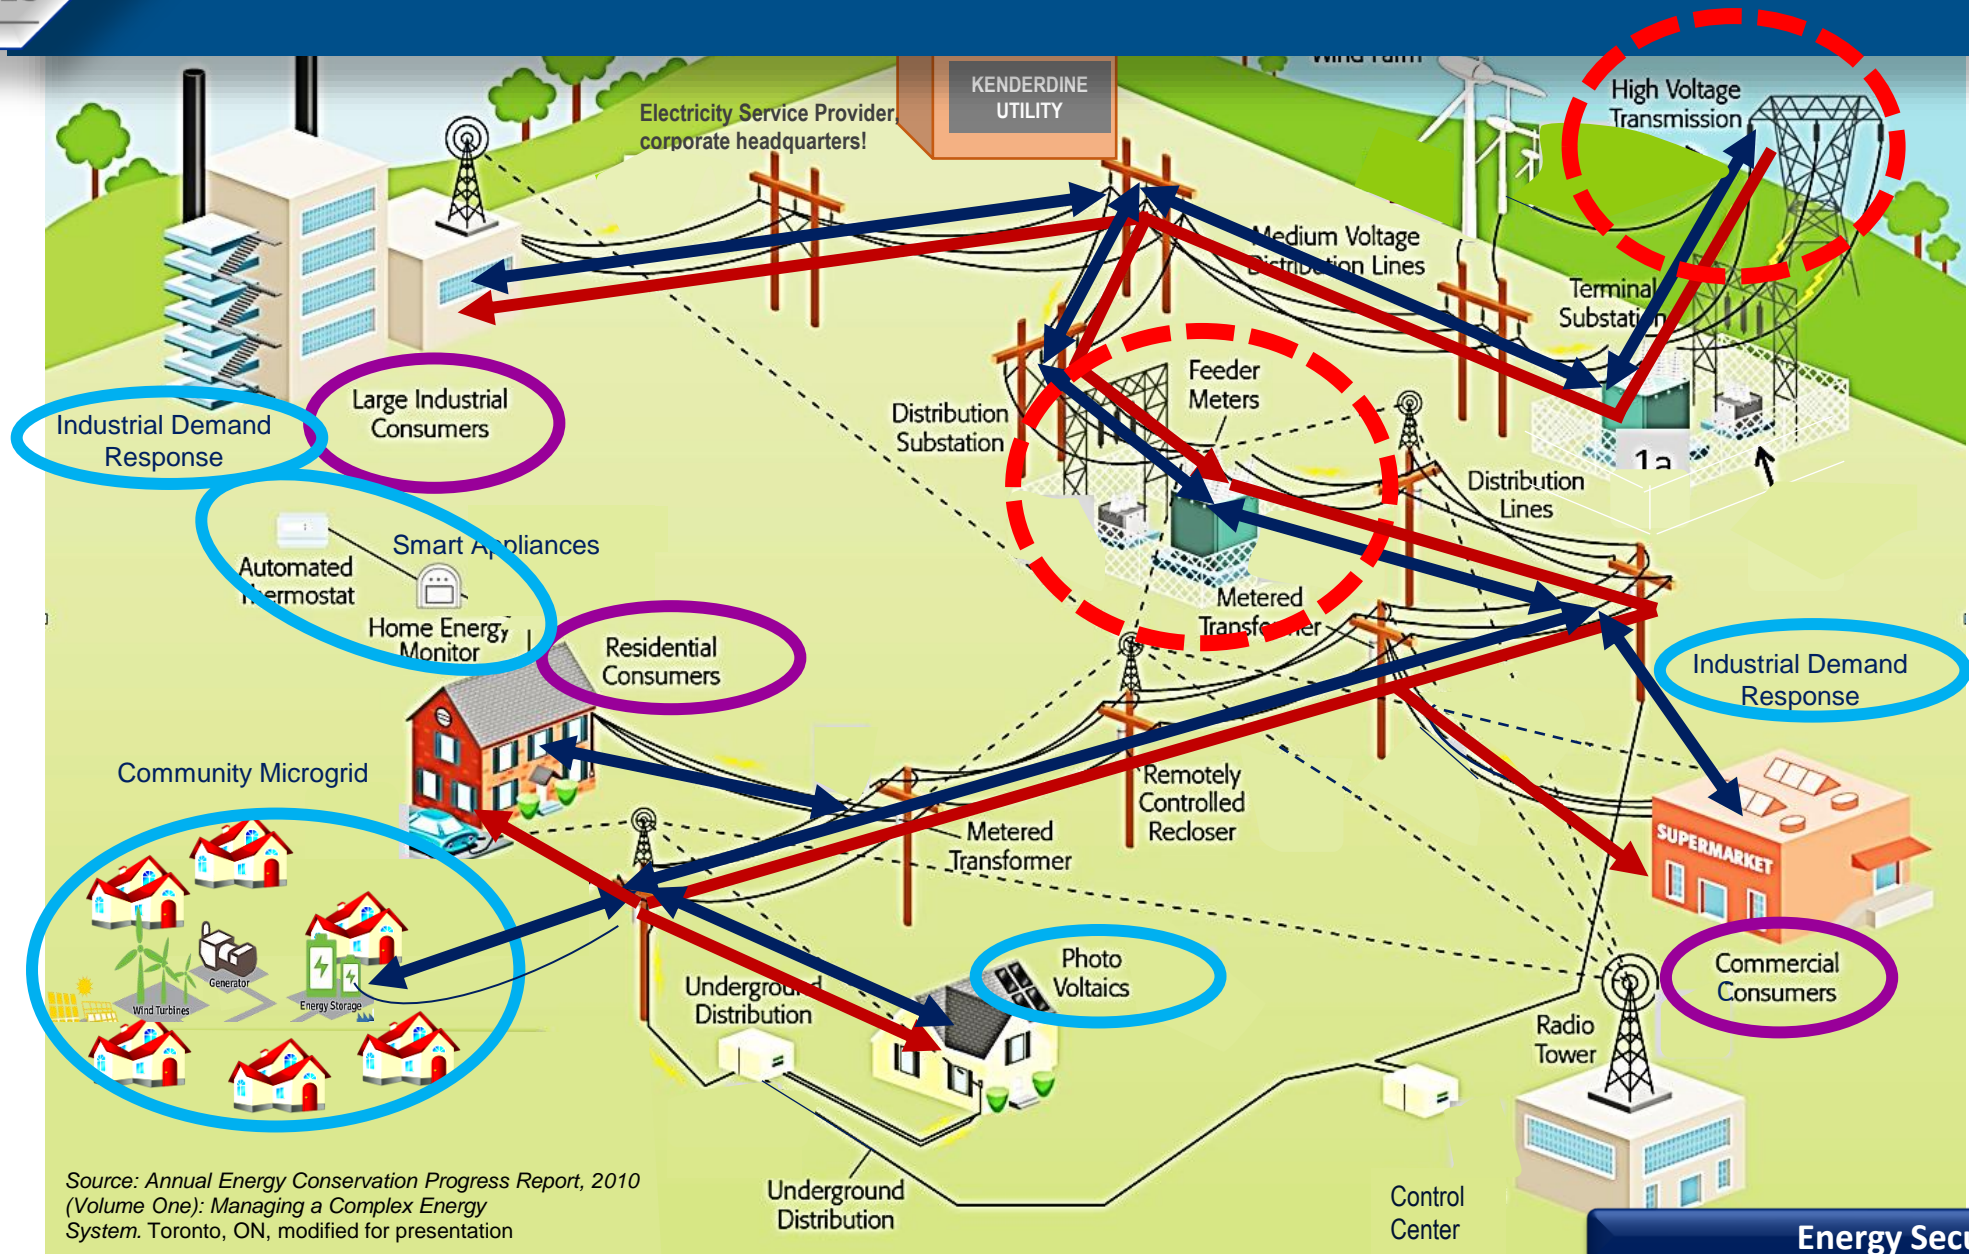 Wind Farm
KENDERDINE
UTILITY
Electricity Service Provider,
corporate headquarters!
High Voltage
Transmission
Medium Voltage
Distribution Lines
Terminal
Substation
Large Industrial
Consumers
Industrial Demand
Response
Feeder
Meters
Distribution
Substation
1a
Distribution
Lines
Smart Appliances
Automated
Thermostat
Home Energy
Monitor
Metered
Transformer
Residential
Consumers
Industrial Demand
Response
Community Microgrid
Remotely
Controlled
Recloser
Metered
Transformer
SUPERMARKET
Generator
Wind Turbines
Energy Storage
Photo
Voltaics
Commercial
Consumers
Underground
Distribution
Radio
Tower
Source: Annual Energy Conservation Progress Report, 2010
(Volume One): Managing a Complex Energy
System. Toronto, ON, modified for presentation
Underground
Distribution
Control
Center
Energy Secu